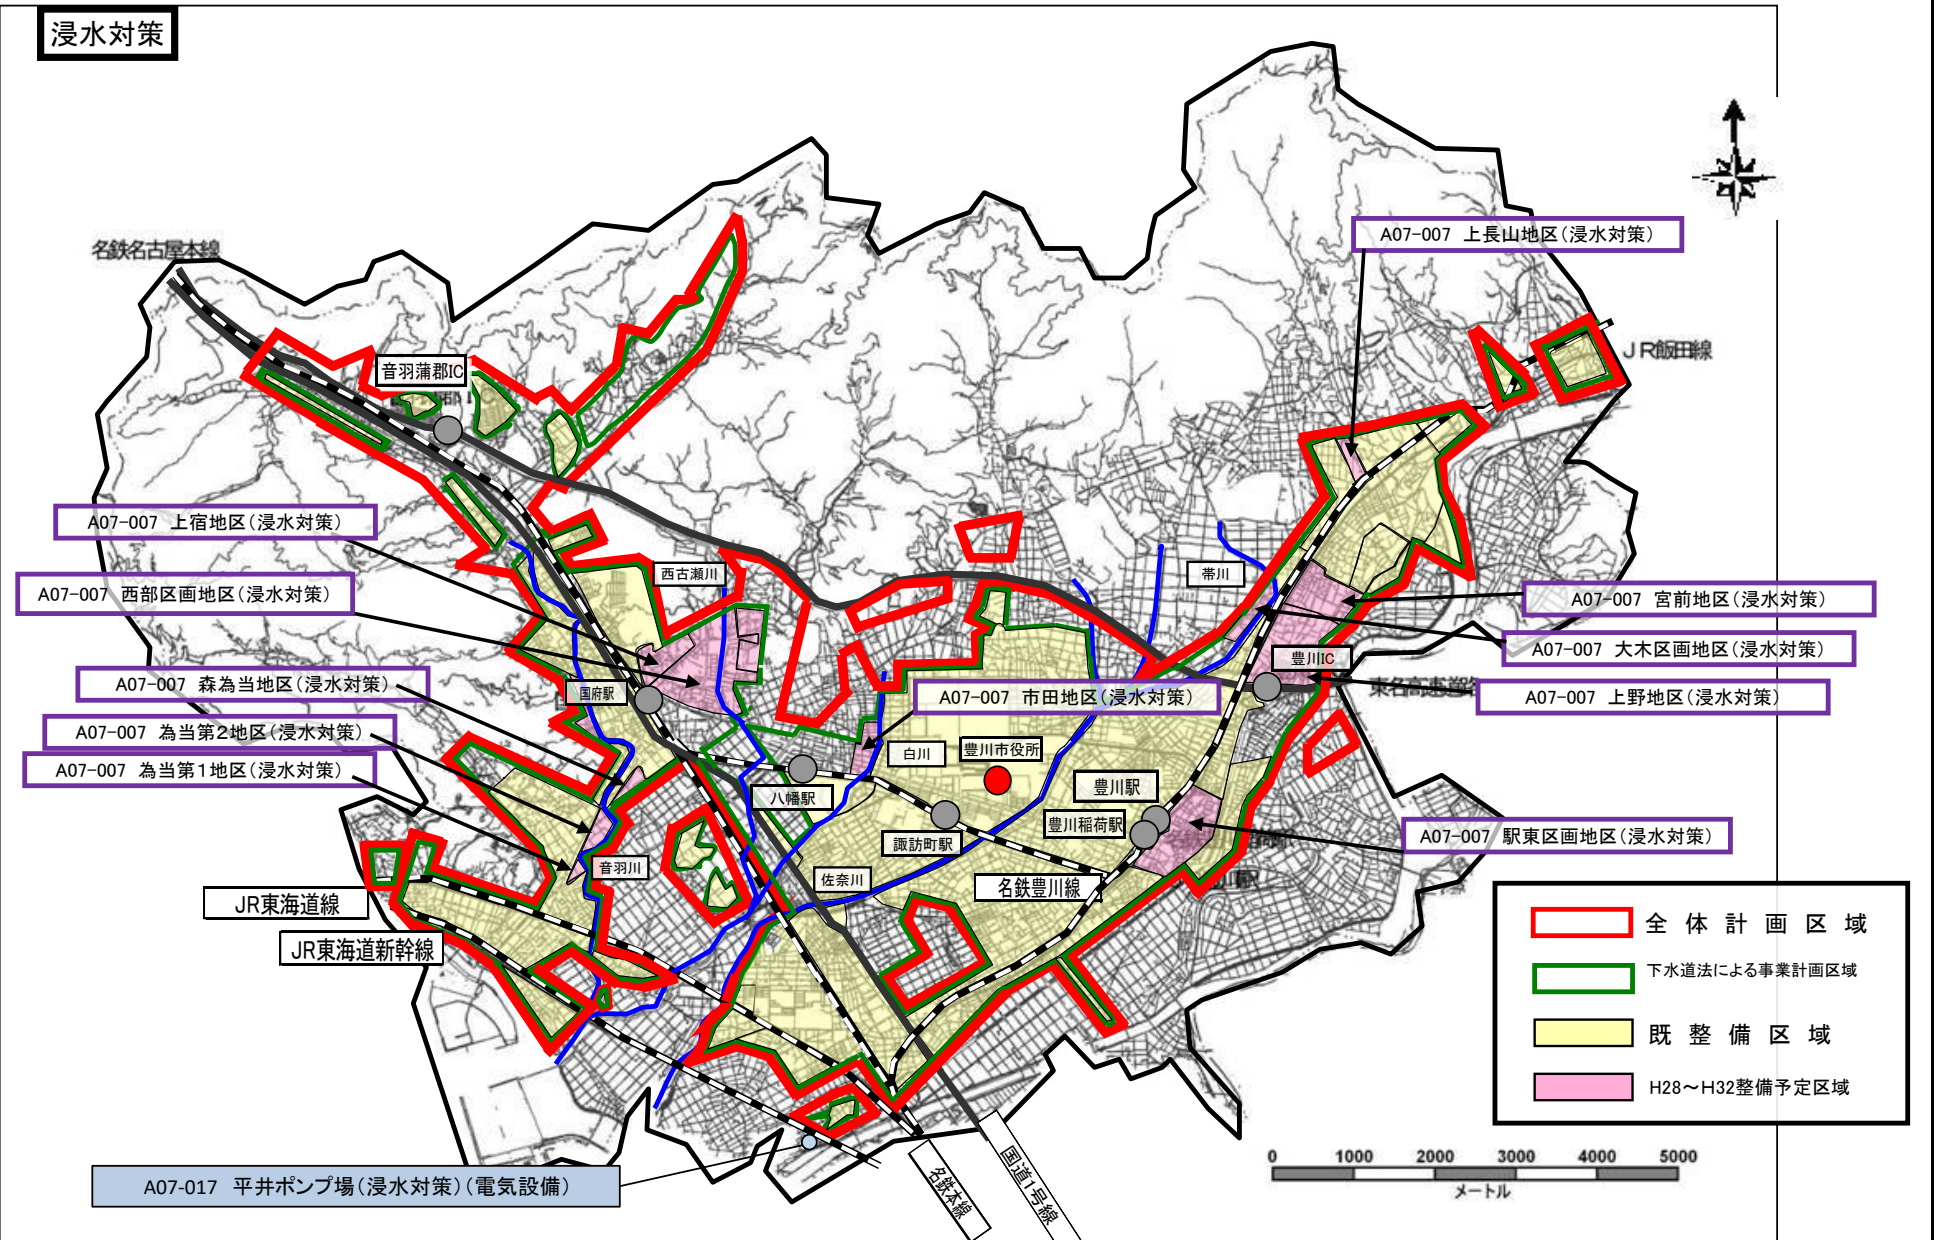 浸水対策
名鉄名古屋本線
A07-007 上長山地区(浸水対策)
JR飯田線
音羽蒲郡IC
A07-007 上宿地区(浸水対策)
西古瀬川
帯川
A07-007 西部区画地区(浸水対策)
A07-007 宮前地区(浸水対策)
A07-007 大木区画地区(浸水対策)
豊川IC
A07-007 森為当地区(浸水対策)
国府駅
A07-007 市田地区(浸水対策)
A07-007 上野地区(浸水対策)
A07-007 為当第2地区(浸水対策)
白川
豊川市役所
A07-007 為当第1地区(浸水対策)
八幡駅
豊川駅
豊川稲荷駅
諏訪町駅
A07-007 駅東区画地区(浸水対策)
音羽川
佐奈川
名鉄豊川線
JR東海道線
JR東海道新幹線
全体計画区域
下水道法による事業計画区域
既整備区域
H28～H32整備予定区域
0 1000 2000 3000 4000 5000
メートル
A07-017 平井ポンプ場(浸水対策)(電気設備)
名鉄本線
国道1号線